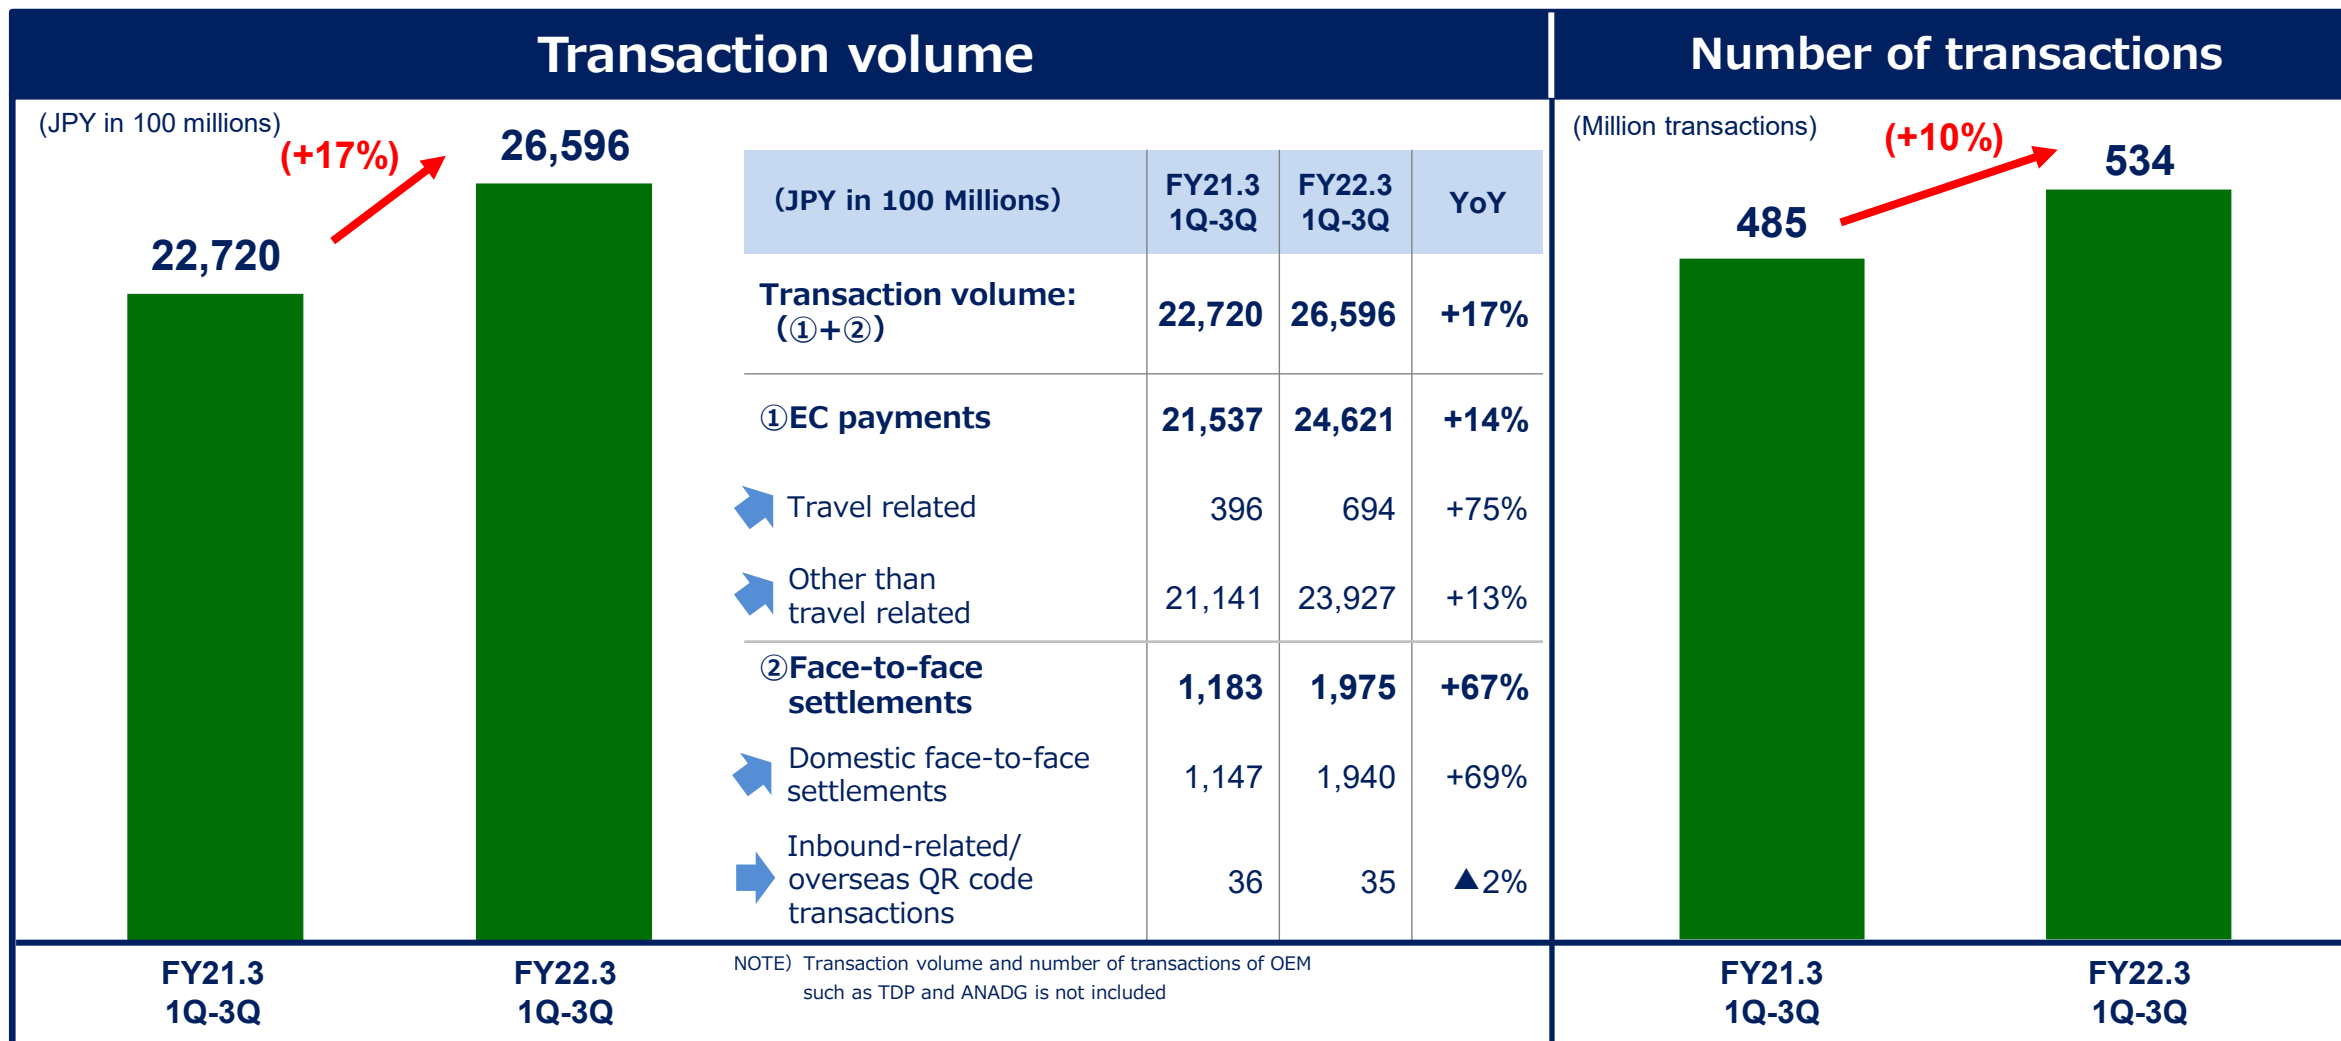 Transaction volume
Number of transactions
(JPY in 100 millions)
(+17%)
26,596
22,720
FY21.3
1Q-3Q
FY22.3
1Q-3Q
（JPY in 100 Millions） FY21.3 1Q-3Q FY22.3 1Q-3Q YoY
Transaction volume:
（①+②） 22,720 26,596 +17%
①EC payments 21,537 24,621 +14%
Travel related 396 694 +75%
Other than
travel related 21,141 23,927 +13%
②Face-to-face
settlements 1,183 1,975 +67%
Domestic face-to-face
settlements 1,147 1,940 +69%
Inbound-related/
overseas QR code 36 35 ▲2%
transactions
NOTE）Transaction volume and number of transactions of OEM
such as TDP and ANADG is not included
(Million transactions)
(+10%)
534
485
FY21.3
1Q-3Q
FY22.3
1Q-3Q